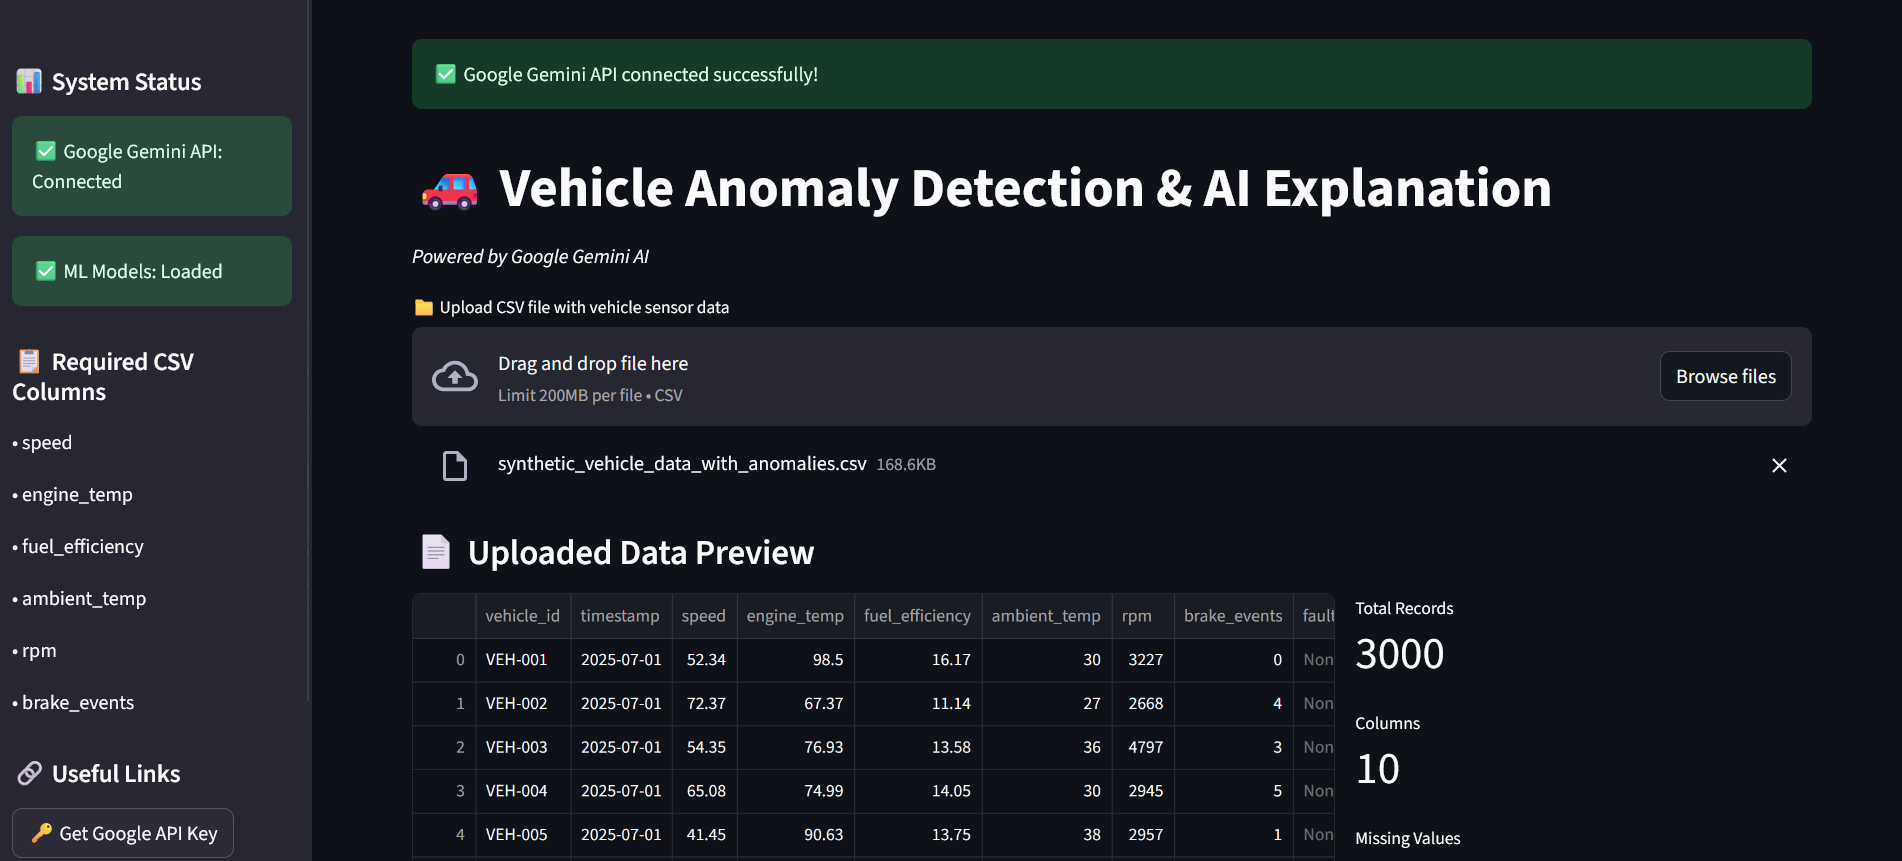 System Status
Google Gemini API:
Connected
ML Models: Loaded
Required CSV
Columns
• speed
• engine_temp
• fuel_efficiency
• ambient_temp
• rpm
• brake_events
Useful Links
Get Google API Key
Google Gemini API connected successfully!
Vehicle Anomaly Detection & AI Explanation
Powered by Google Gemini AI
Upload CSV file with vehicle sensor data
Drag and drop file here
Limit 200MB per file • CSV
Browse files
synthetic_vehicle_data_with_anomalies.csv 168.6KB
Uploaded Data Preview
vehicle_id timestamp speed engine_temp fuel_efficiency ambient_temp rpm brake_events fault
0 VEH-001 2025-07-01 52.34 98.5 16.17 30 3227 0 Non
1 VEH-002 2025-07-01 72.37 67.37 11.14 27 2668 4 Non
2 VEH-003 2025-07-01 54.35 76.93 13.58 36 4797 3 Non
3 VEH-004 2025-07-01 65.08 74.99 14.05 30 2945 5 Non
4 VEH-005 2025-07-01 41.45 90.63 13.75 38 2957 1 Non
Total Records
3000
Columns
10
Missing Values